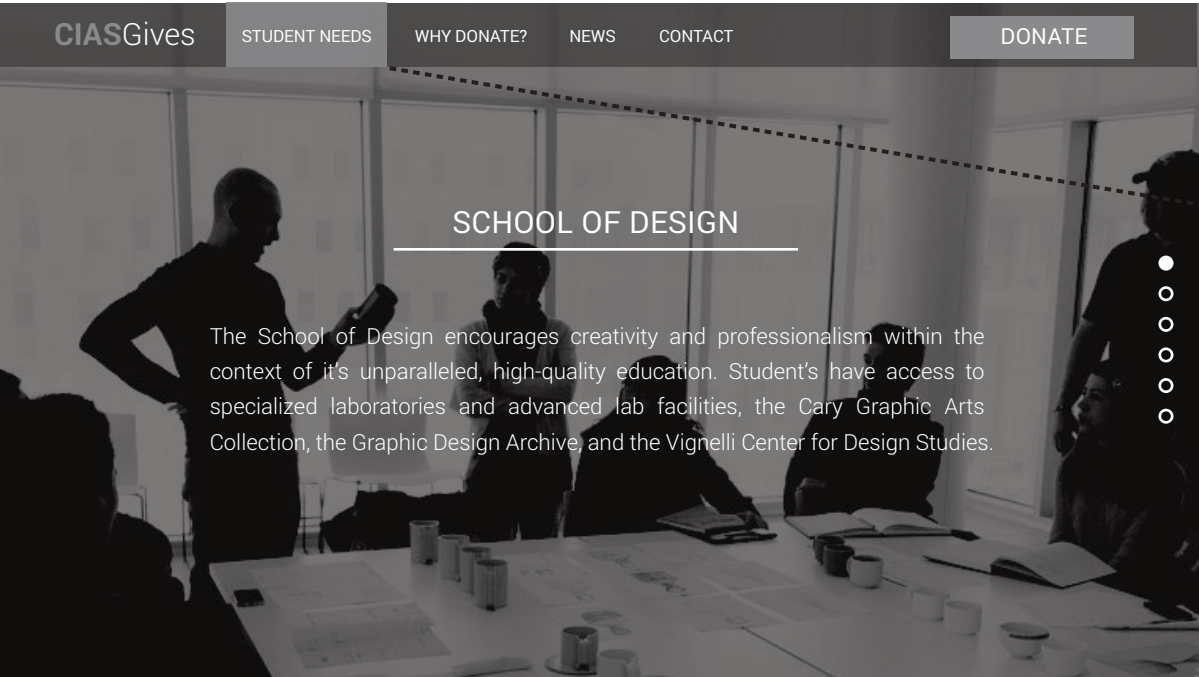 CIASGives STUDENT NEEDS WHY DONATE? NEWS CONTACT DONATE
SCHOOL OF DESIGN
The School of Design encourages creativity and professionalism within the
context of it's unparalleled, high-quality education. Student's have access to
specialized laboratories and advanced lab facilities, the Cary Graphic Arts
Collection, the Graphic Design Archive, and the Vignelli Center for Design Studies.